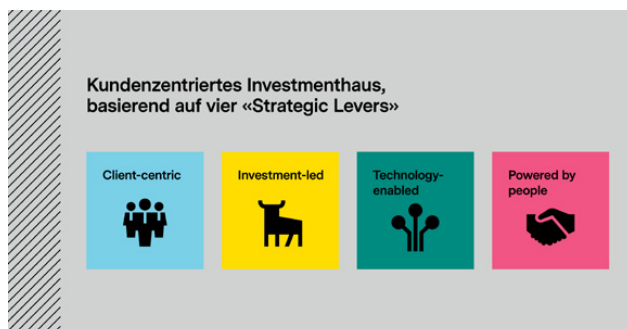 Kundenzentriertes Investmenthaus,
basierend auf vier «Strategic Levers»
Client-centric
Investment-led
Technology-
enabled
Powered by
people